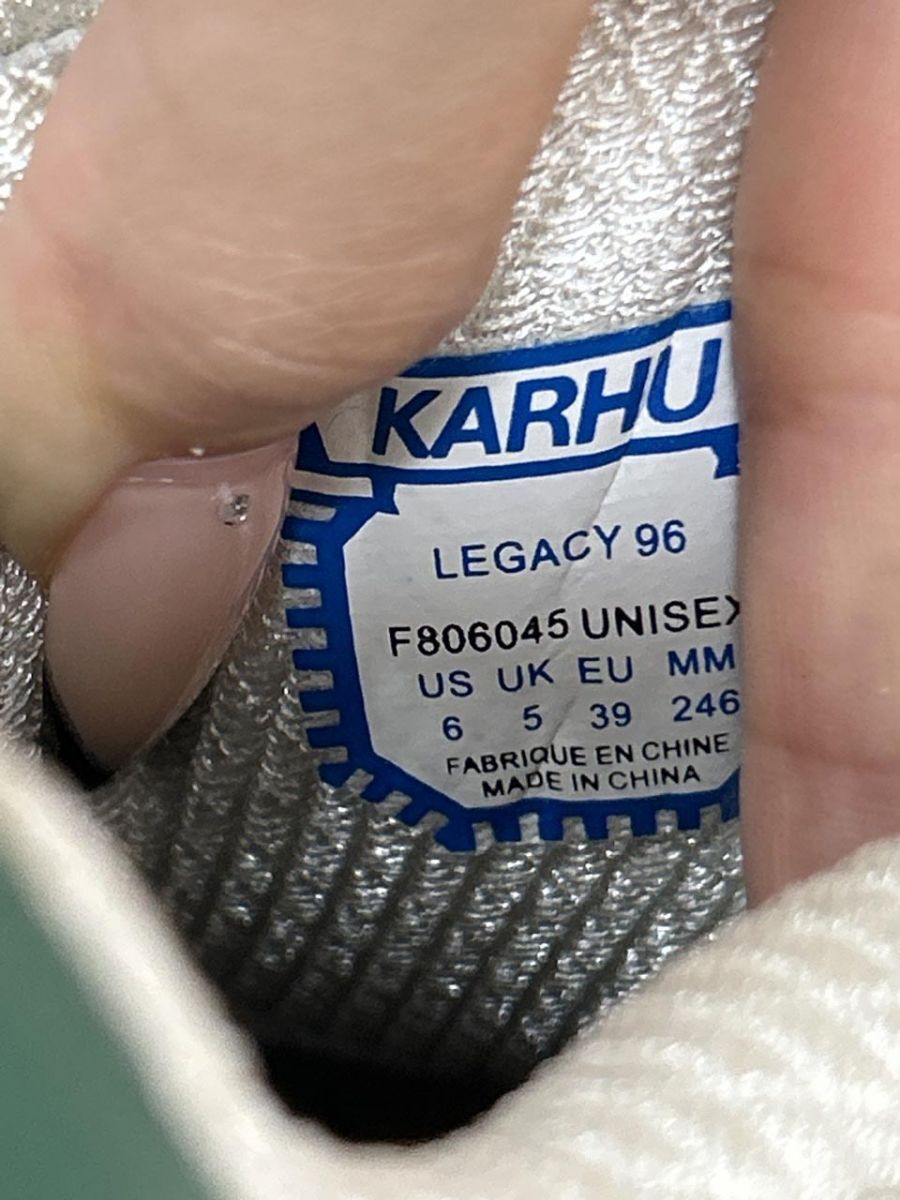 KARHU
LEGACY 96
F806045 UNISEX
US UK EU MM
6 5 39 246
FABRIQUE EN CHINE
MADE IN CHINA